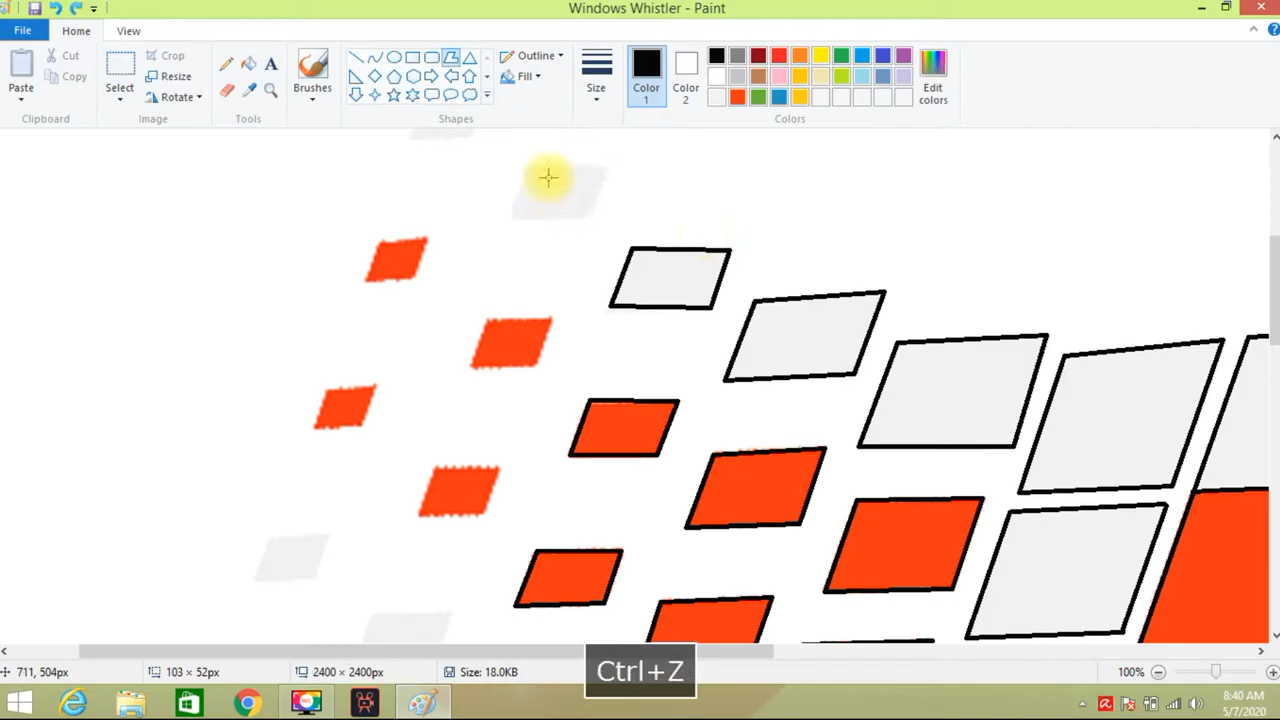 Windows Whistler - Paint
File
Home
View
Paste
Cut
Copy
Clipboard
Select
Crop
Resize
Rotate
Image
A
Tools
Brushes
Outline
Fill
Shapes
Size
Color 1
Color 2
Edit colors
Colors
Ctrl+Z
711, 504px
103 × 52px
2400 × 2400px
Size: 18.0KB
100%
8:40 AM
5/7/2020